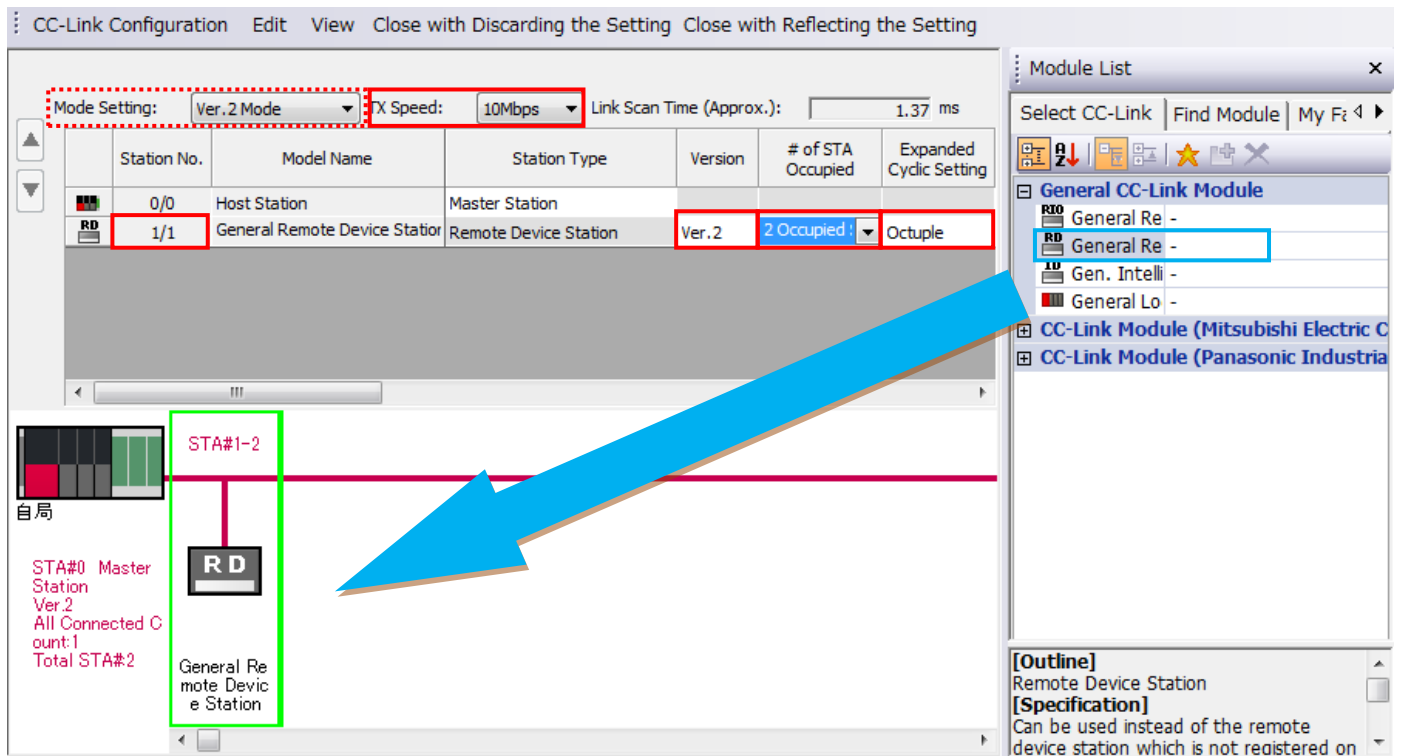 CC-Link Configuration Edit View Close with Discarding the Setting Close with Reflecting the Setting
Mode Setting: Ver.2 Mode TX Speed: 10Mbps Link Scan Time (Approx.): 1.37 ms
Station No. Model Name Station Type Version # of STA Occupied Expanded Cyclic Setting
0/0 Host Station Master Station
RD 1/1 General Remote Device Station Remote Device Station Ver.2 2 Occupied Octuple
STA#1-2
自局
STA#0 Master
Station
Ver.2
All Connected C
ount:1
Total STA#:2
RD
General Re
mote Devic
e Station
Module List
Select CC-Link Find Module My Fa
General CC-Link Module
RIO General Re -
RD General Re -
ID Gen. Intelli -
General Lo -
CC-Link Module (Mitsubishi Electric C
CC-Link Module (Panasonic Industria
[Outline]
Remote Device Station
[Specification]
Can be used instead of the remote
device station which is not registered on